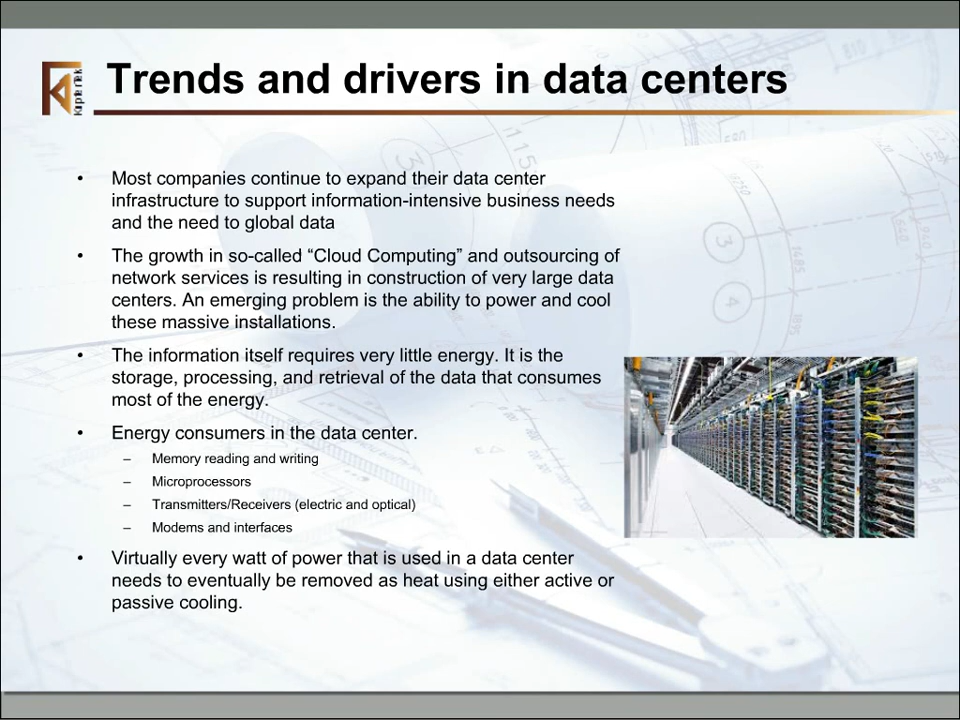 KapterTek
Trends and drivers in data centers
• Most companies continue to expand their data center
infrastructure to support information-intensive business needs
and the need to global data
• The growth in so-called “Cloud Computing” and outsourcing of
network services is resulting in construction of very large data
centers. An emerging problem is the ability to power and cool
these massive installations.
• The information itself requires very little energy. It is the
storage, processing, and retrieval of the data that consumes
most of the energy.
• Energy consumers in the data center.
– Memory reading and writing
– Microprocessors
– Transmitters/Receivers (electric and optical)
– Modems and interfaces
• Virtually every watt of power that is used in a data center
needs to eventually be removed as heat using either active or
passive cooling.
3
4